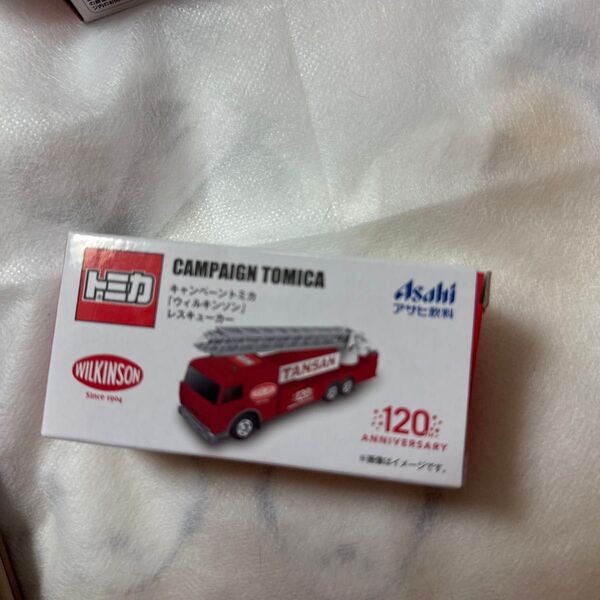 トミカ
CAMPAIGN TOMICA
キャンペーントミカ
「ウィルキンソン」
レスキューカー
Asahi
アサヒ飲料
WILKINSON
Since 1904
TANSAN
120
120th
ANNIVERSARY
※画像はイメージです。